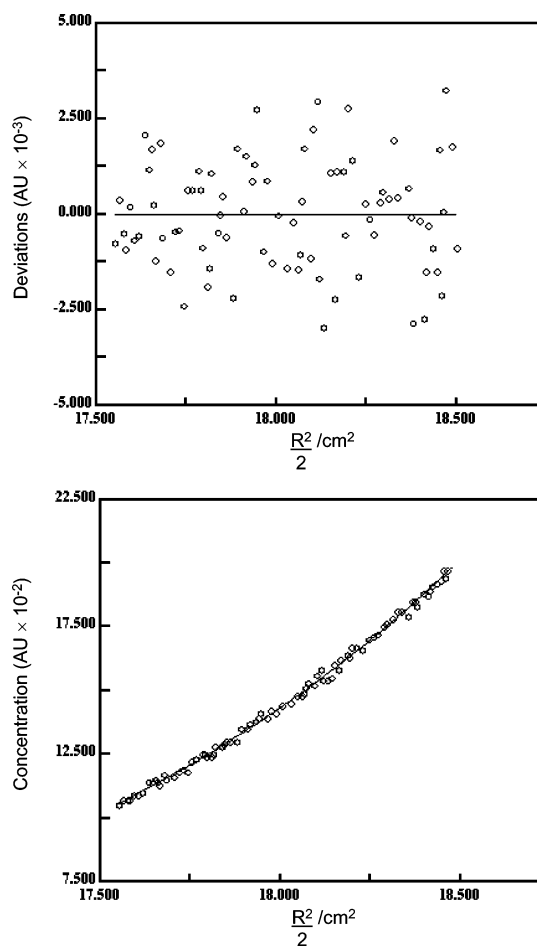 5.000
2.500
0.000
-2.500
-5.000
Deviations (AU × 10-3)
17.500 18.000 18.500
R2 /cm2
2
22.500
17.500
12.500
7.500
Concentration (AU × 10-2)
17.500 18.000 18.500
R2 /cm2
2